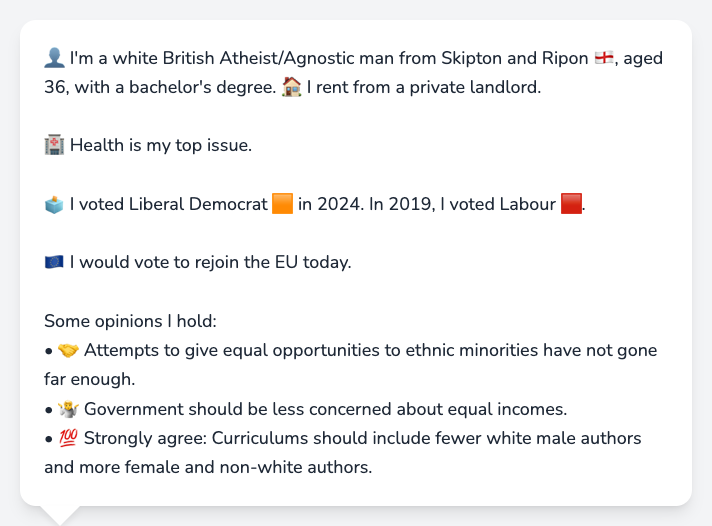 👤 I'm a white British Atheist/Agnostic man from Skipton and Ripon 🏴󠁧󠁢󠁥󠁮󠁧󠁿, aged
36, with a bachelor's degree. 🏠 I rent from a private landlord.
🏥 Health is my top issue.
🗳️ I voted Liberal Democrat 🟧 in 2024. In 2019, I voted Labour 🟥.
🇪🇺 I would vote to rejoin the EU today.
Some opinions I hold:
• 🤝 Attempts to give equal opportunities to ethnic minorities have not gone
far enough.
• 🤷 Government should be less concerned about equal incomes.
• 💯 Strongly agree: Curriculums should include fewer white male authors
and more female and non-white authors.